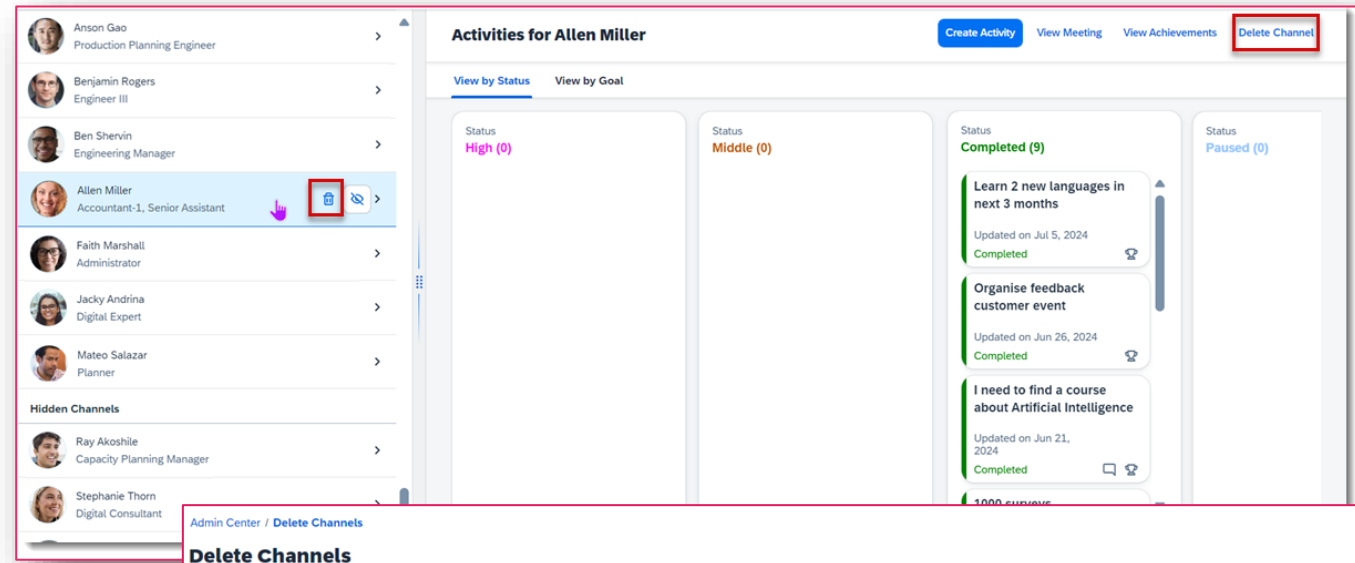 Anson Gao
Production Planning Engineer
Benjamin Rogers
Engineer III
Ben Shervin
Engineering Manager
Allen Miller
Accountant-1, Senior Assistant
Faith Marshall
Administrator
Jacky Andrina
Digital Expert
Mateo Salazar
Planner
Hidden Channels
Ray Akoshile
Capacity Planning Manager
Stephanie Thorn
Digital Consultant
Activities for Allen Miller
Create Activity
View Meeting
View Achievements
Delete Channel
View by Status
View by Goal
Status
High (0)
Status
Middle (0)
Status
Completed (9)
Learn 2 new languages in
next 3 months
Updated on Jul 5, 2024
Completed
Organise feedback
customer event
Updated on Jun 26, 2024
Completed
I need to find a course
about Artificial Intelligence
Updated on Jun 21,
2024
Completed
1000 surveys
Status
Paused (0)
Admin Center / Delete Channels
Delete Channels